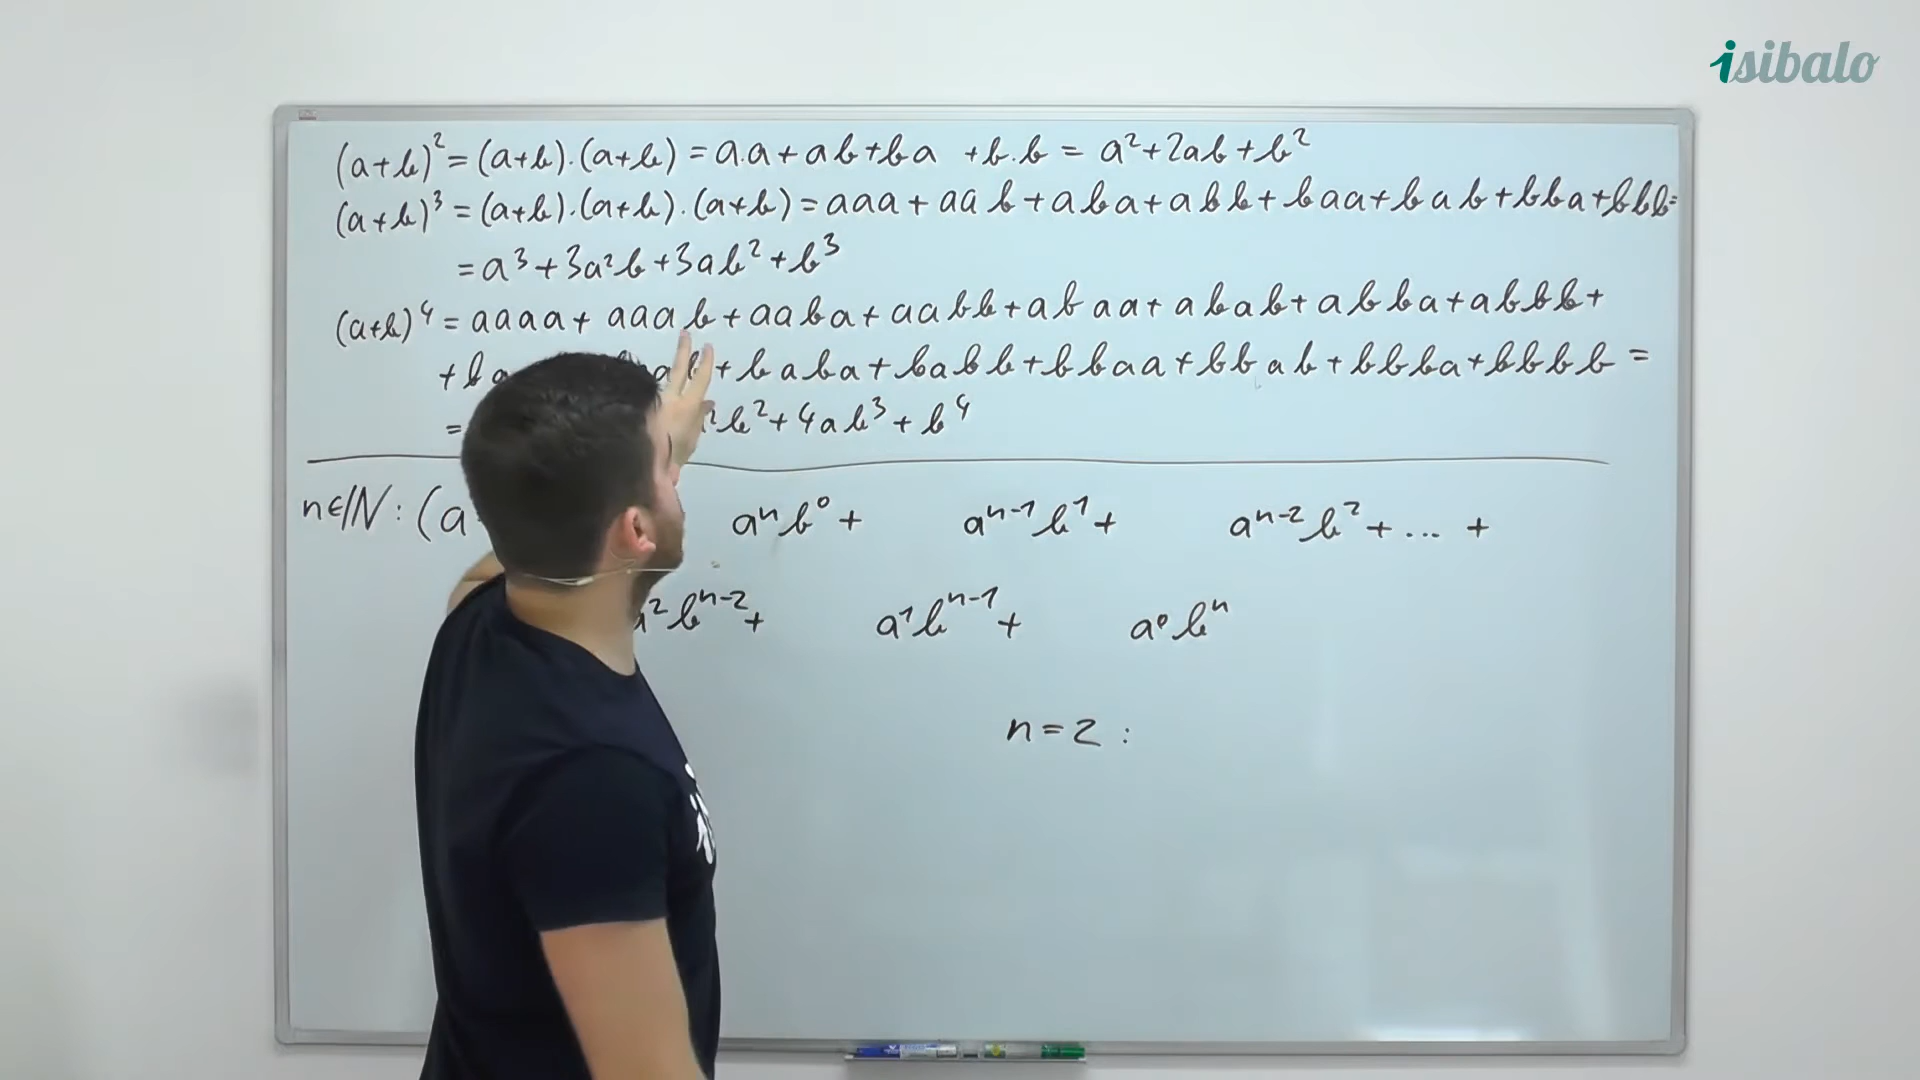 isibalo
(a+b)² = (a+b).(a+b) = a.a + ab + ba + b.b = a² + 2ab + b²
(a+b)³ = (a+b).(a+b).(a+b) = aaa + aab + aba + abb + baa + bab + bba + bbb =
= a³ + 3a²b + 3ab² + b³
(a+b)⁴ = aaaa + aaab + aaba + aabb + abaa + abab + abba + abbb +
+ ba + baba + babb + bbaa + bbab + bbba + bbbb =
= ²b² + 4ab³ + b⁴
n∈ℕ: (a aⁿb⁰ + aⁿ⁻¹b¹ + aⁿ⁻²b² + ... +
a²bⁿ⁻² + a¹bⁿ⁻¹ + a⁰bⁿ
n = 2 :